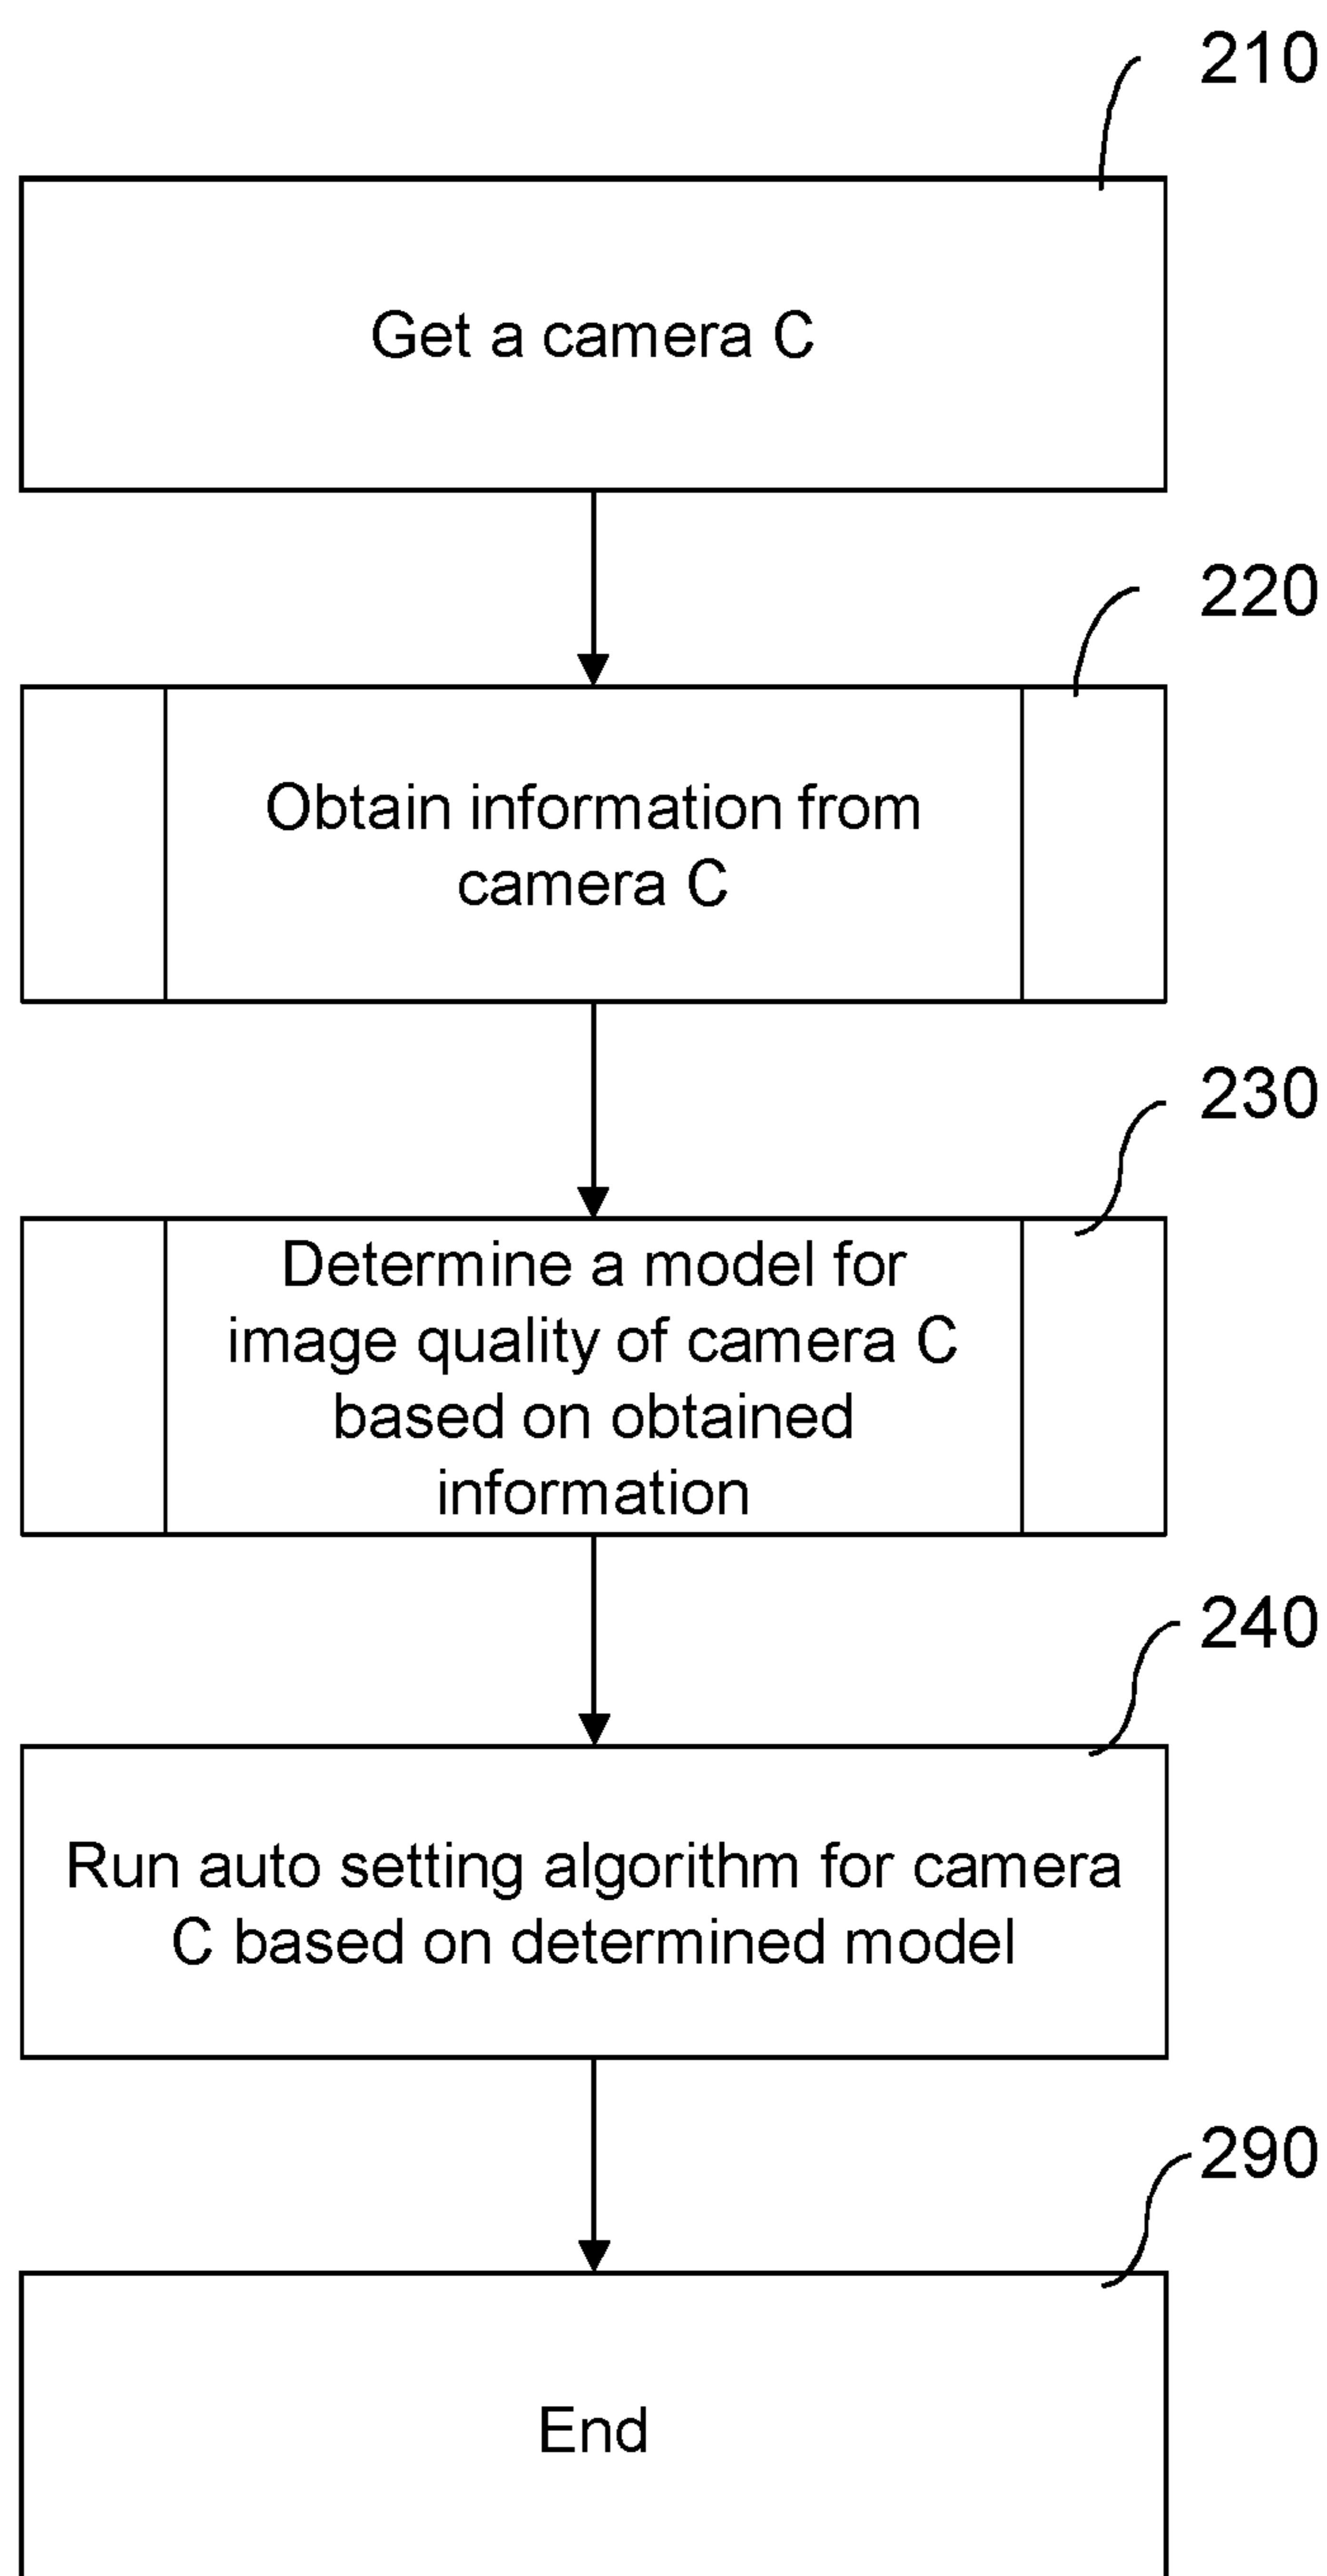 210
Get a camera C
220
Obtain information from
camera C
230
Determine a model for
image quality of camera C
based on obtained
information
240
Run auto setting algorithm for camera
C based on determined model
290
End